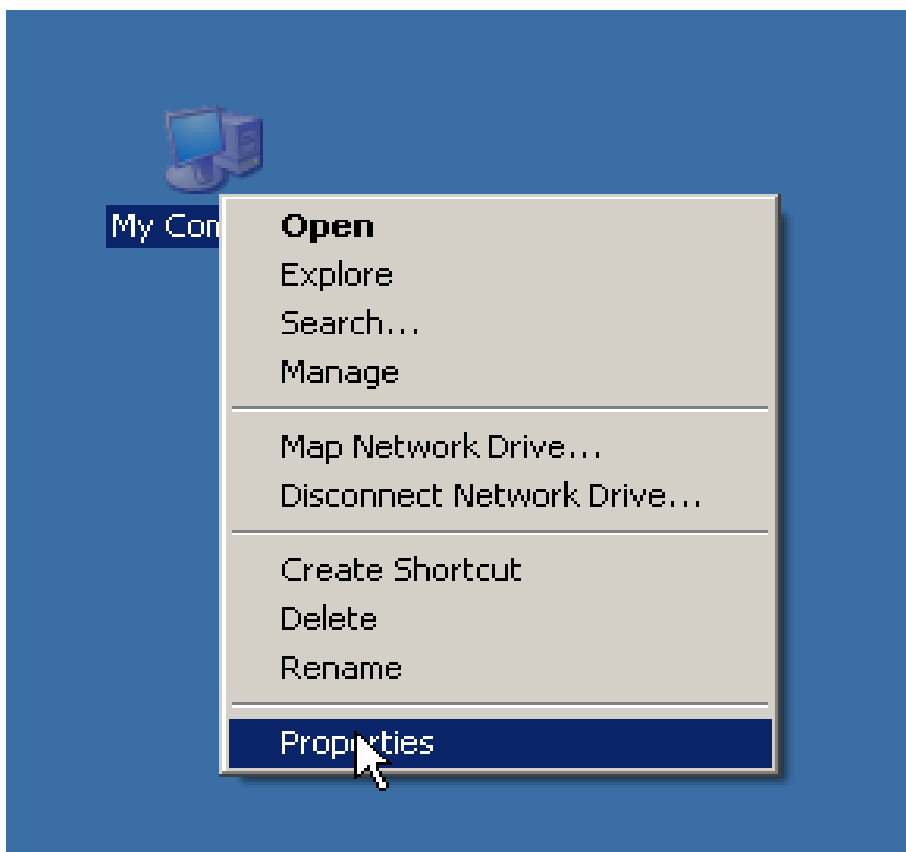 My Con
Open
Explore
Search...
Manage
Map Network Drive...
Disconnect Network Drive...
Create Shortcut
Delete
Rename
Properties